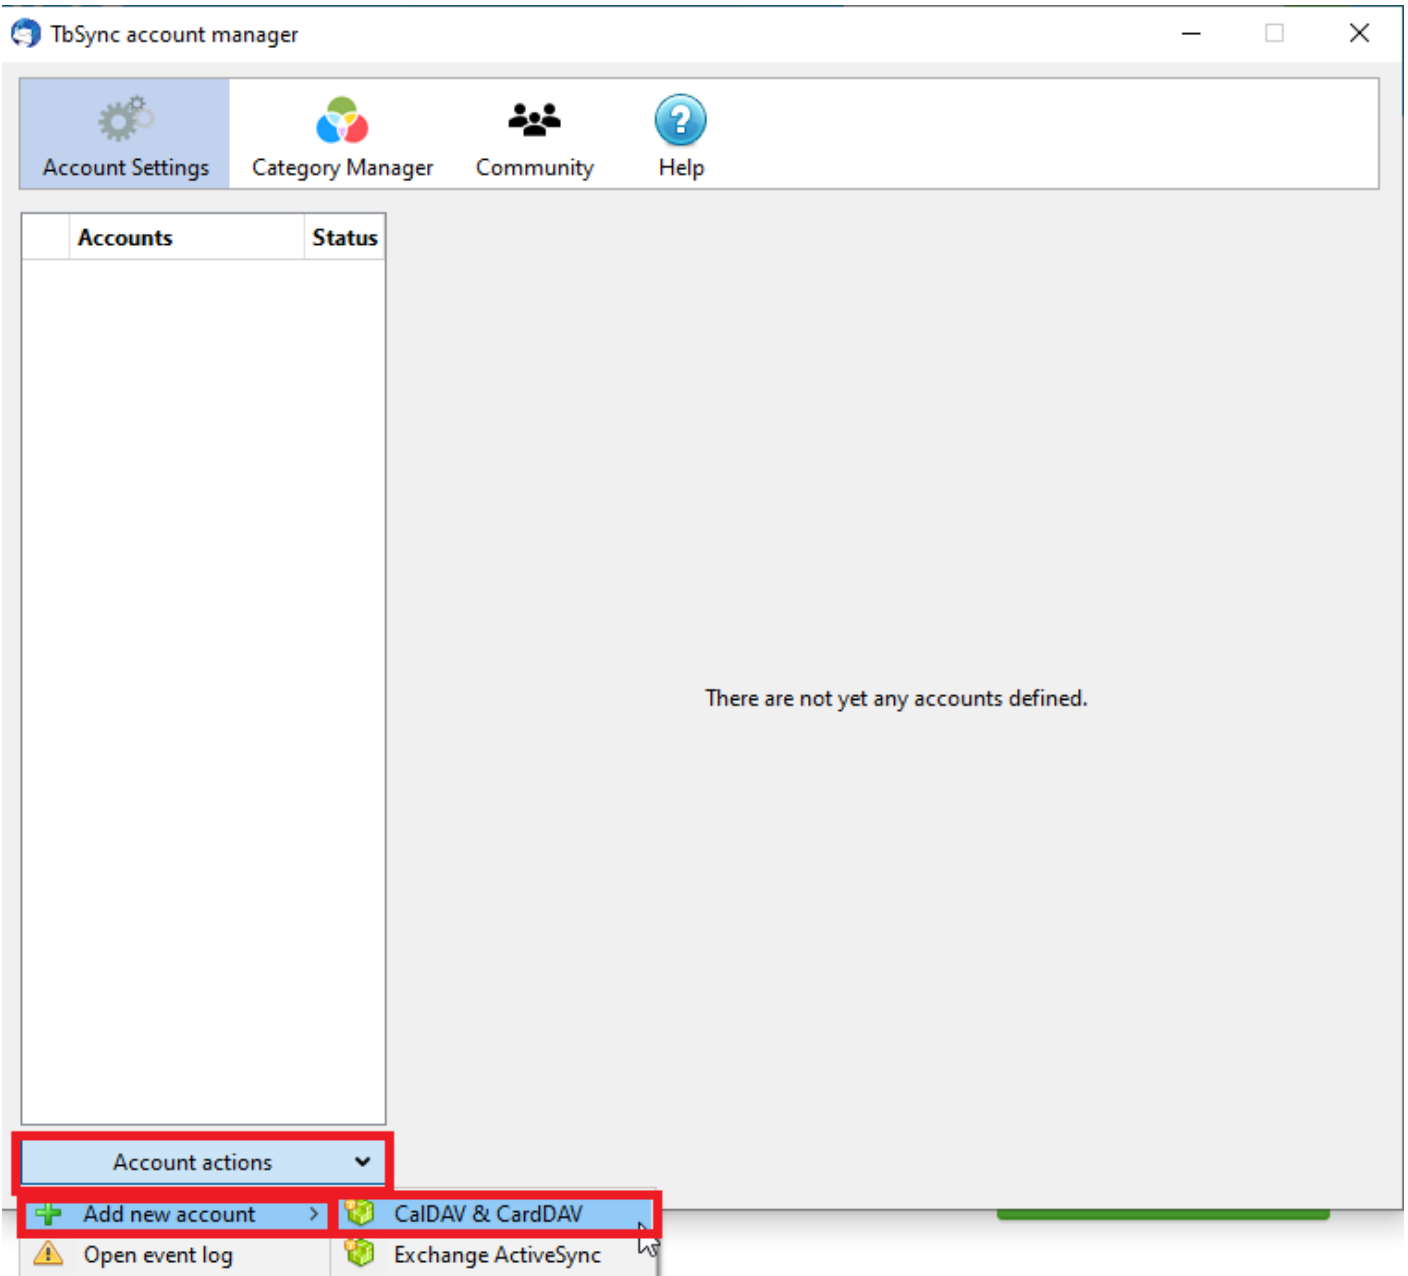 TbSync account manager
Account Settings
Category Manager
Community
Help
Accounts
Status
There are not yet any accounts defined.
Account actions
Add new account
CalDAV & CardDAV
Open event log
Exchange ActiveSync